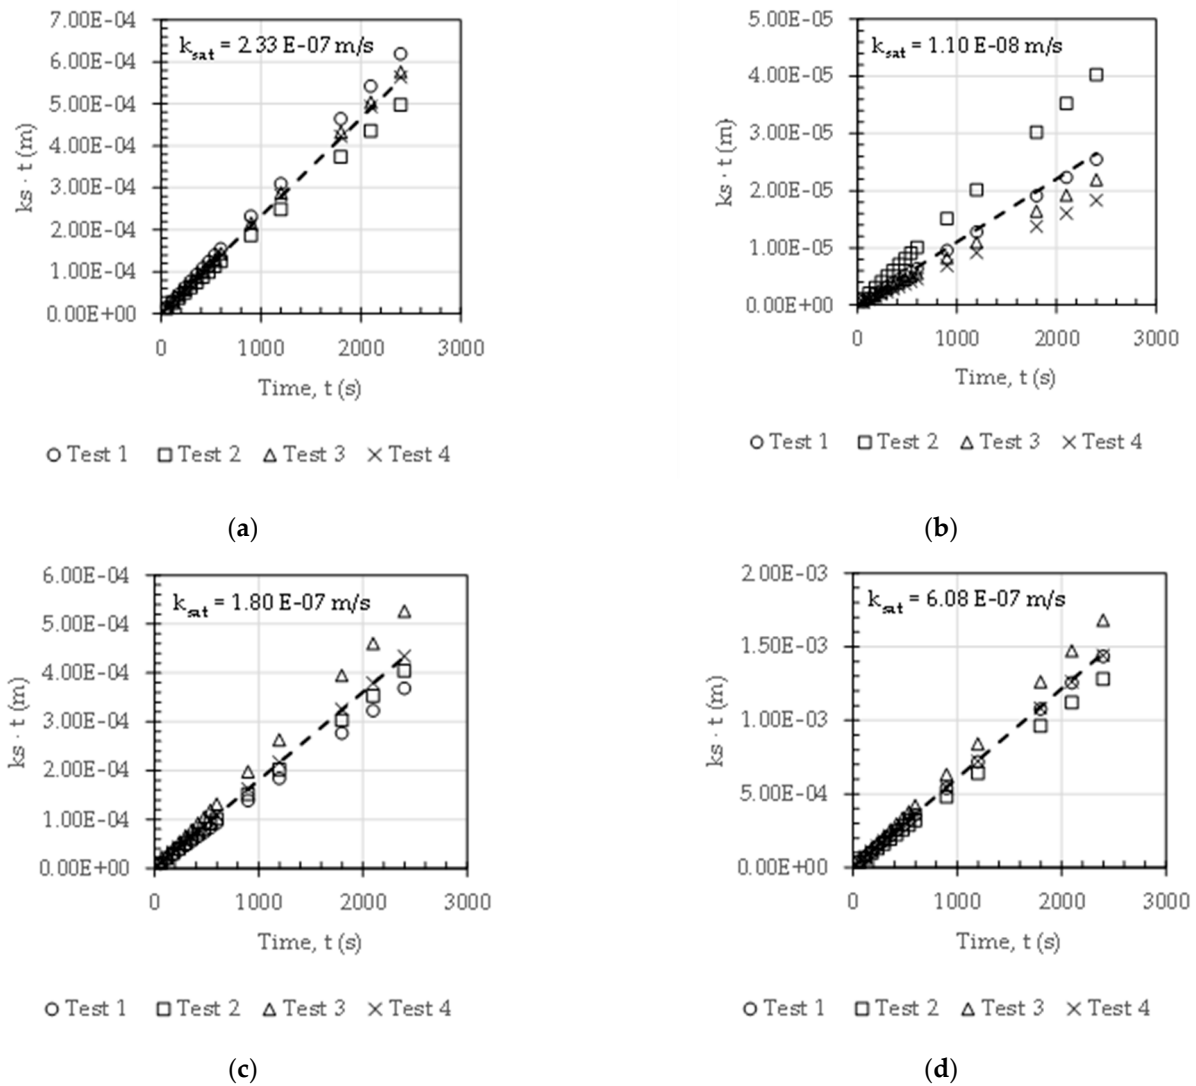 7.00E-04
k_sat = 2.33 E-07 m/s
6.00E-04
5.00E-04
4.00E-04
3.00E-04
2.00E-04
1.00E-04
0.00E+00
ks · t (m)
0 1000 2000 3000
Time, t (s)
Test 1 Test 2 Test 3 Test 4
(a)
5.00E-05
k_sat = 1.10 E-08 m/s
4.00E-05
3.00E-05
2.00E-05
1.00E-05
0.00E+00
ks · t (m)
0 1000 2000 3000
Time, t (s)
Test 1 Test 2 Test 3 Test 4
(b)
6.00E-04
k_sat = 1.80 E-07 m/s
5.00E-04
4.00E-04
3.00E-04
2.00E-04
1.00E-04
0.00E+00
ks · t (m)
0 1000 2000 3000
Time, t (s)
Test 1 Test 2 Test 3 Test 4
(c)
2.00E-03
k_sat = 6.08 E-07 m/s
1.50E-03
1.00E-03
5.00E-04
0.00E+00
ks · t (m)
0 1000 2000 3000
Time, t (s)
Test 1 Test 2 Test 3 Test 4
(d)